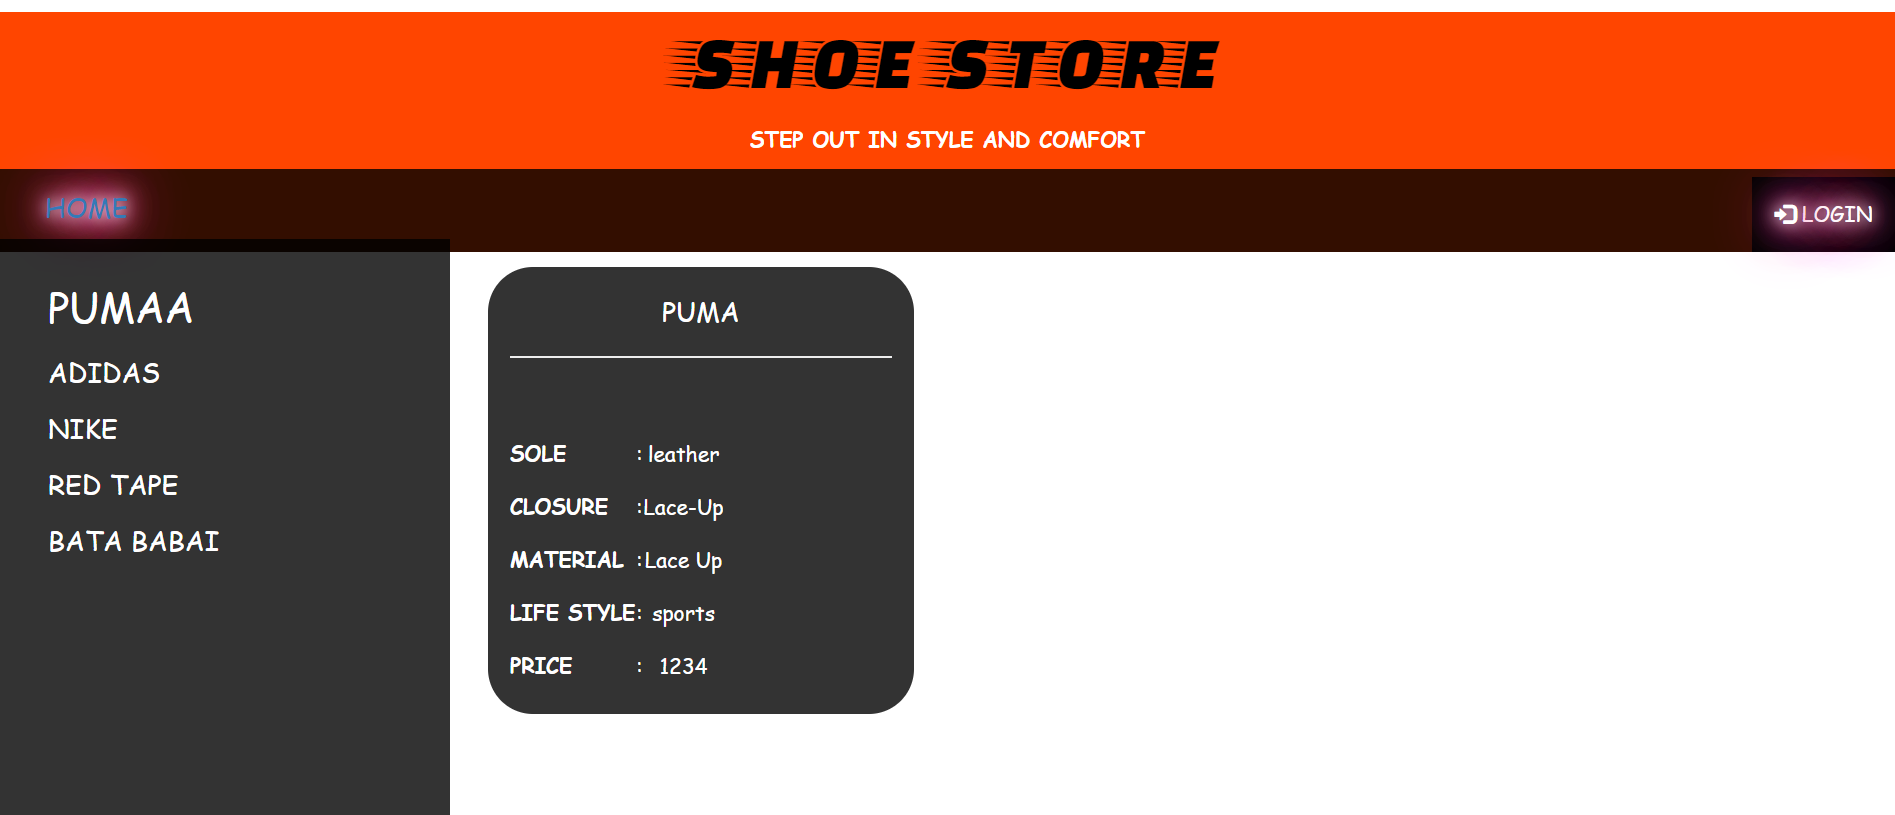 SHOE STORE
STEP OUT IN STYLE AND COMFORT
HOME
LOGIN
PUMAA
ADIDAS
NIKE
RED TAPE
BATA BABAI
PUMA
SOLE : leather
CLOSURE :Lace-Up
MATERIAL :Lace Up
LIFE STYLE: sports
PRICE : 1234